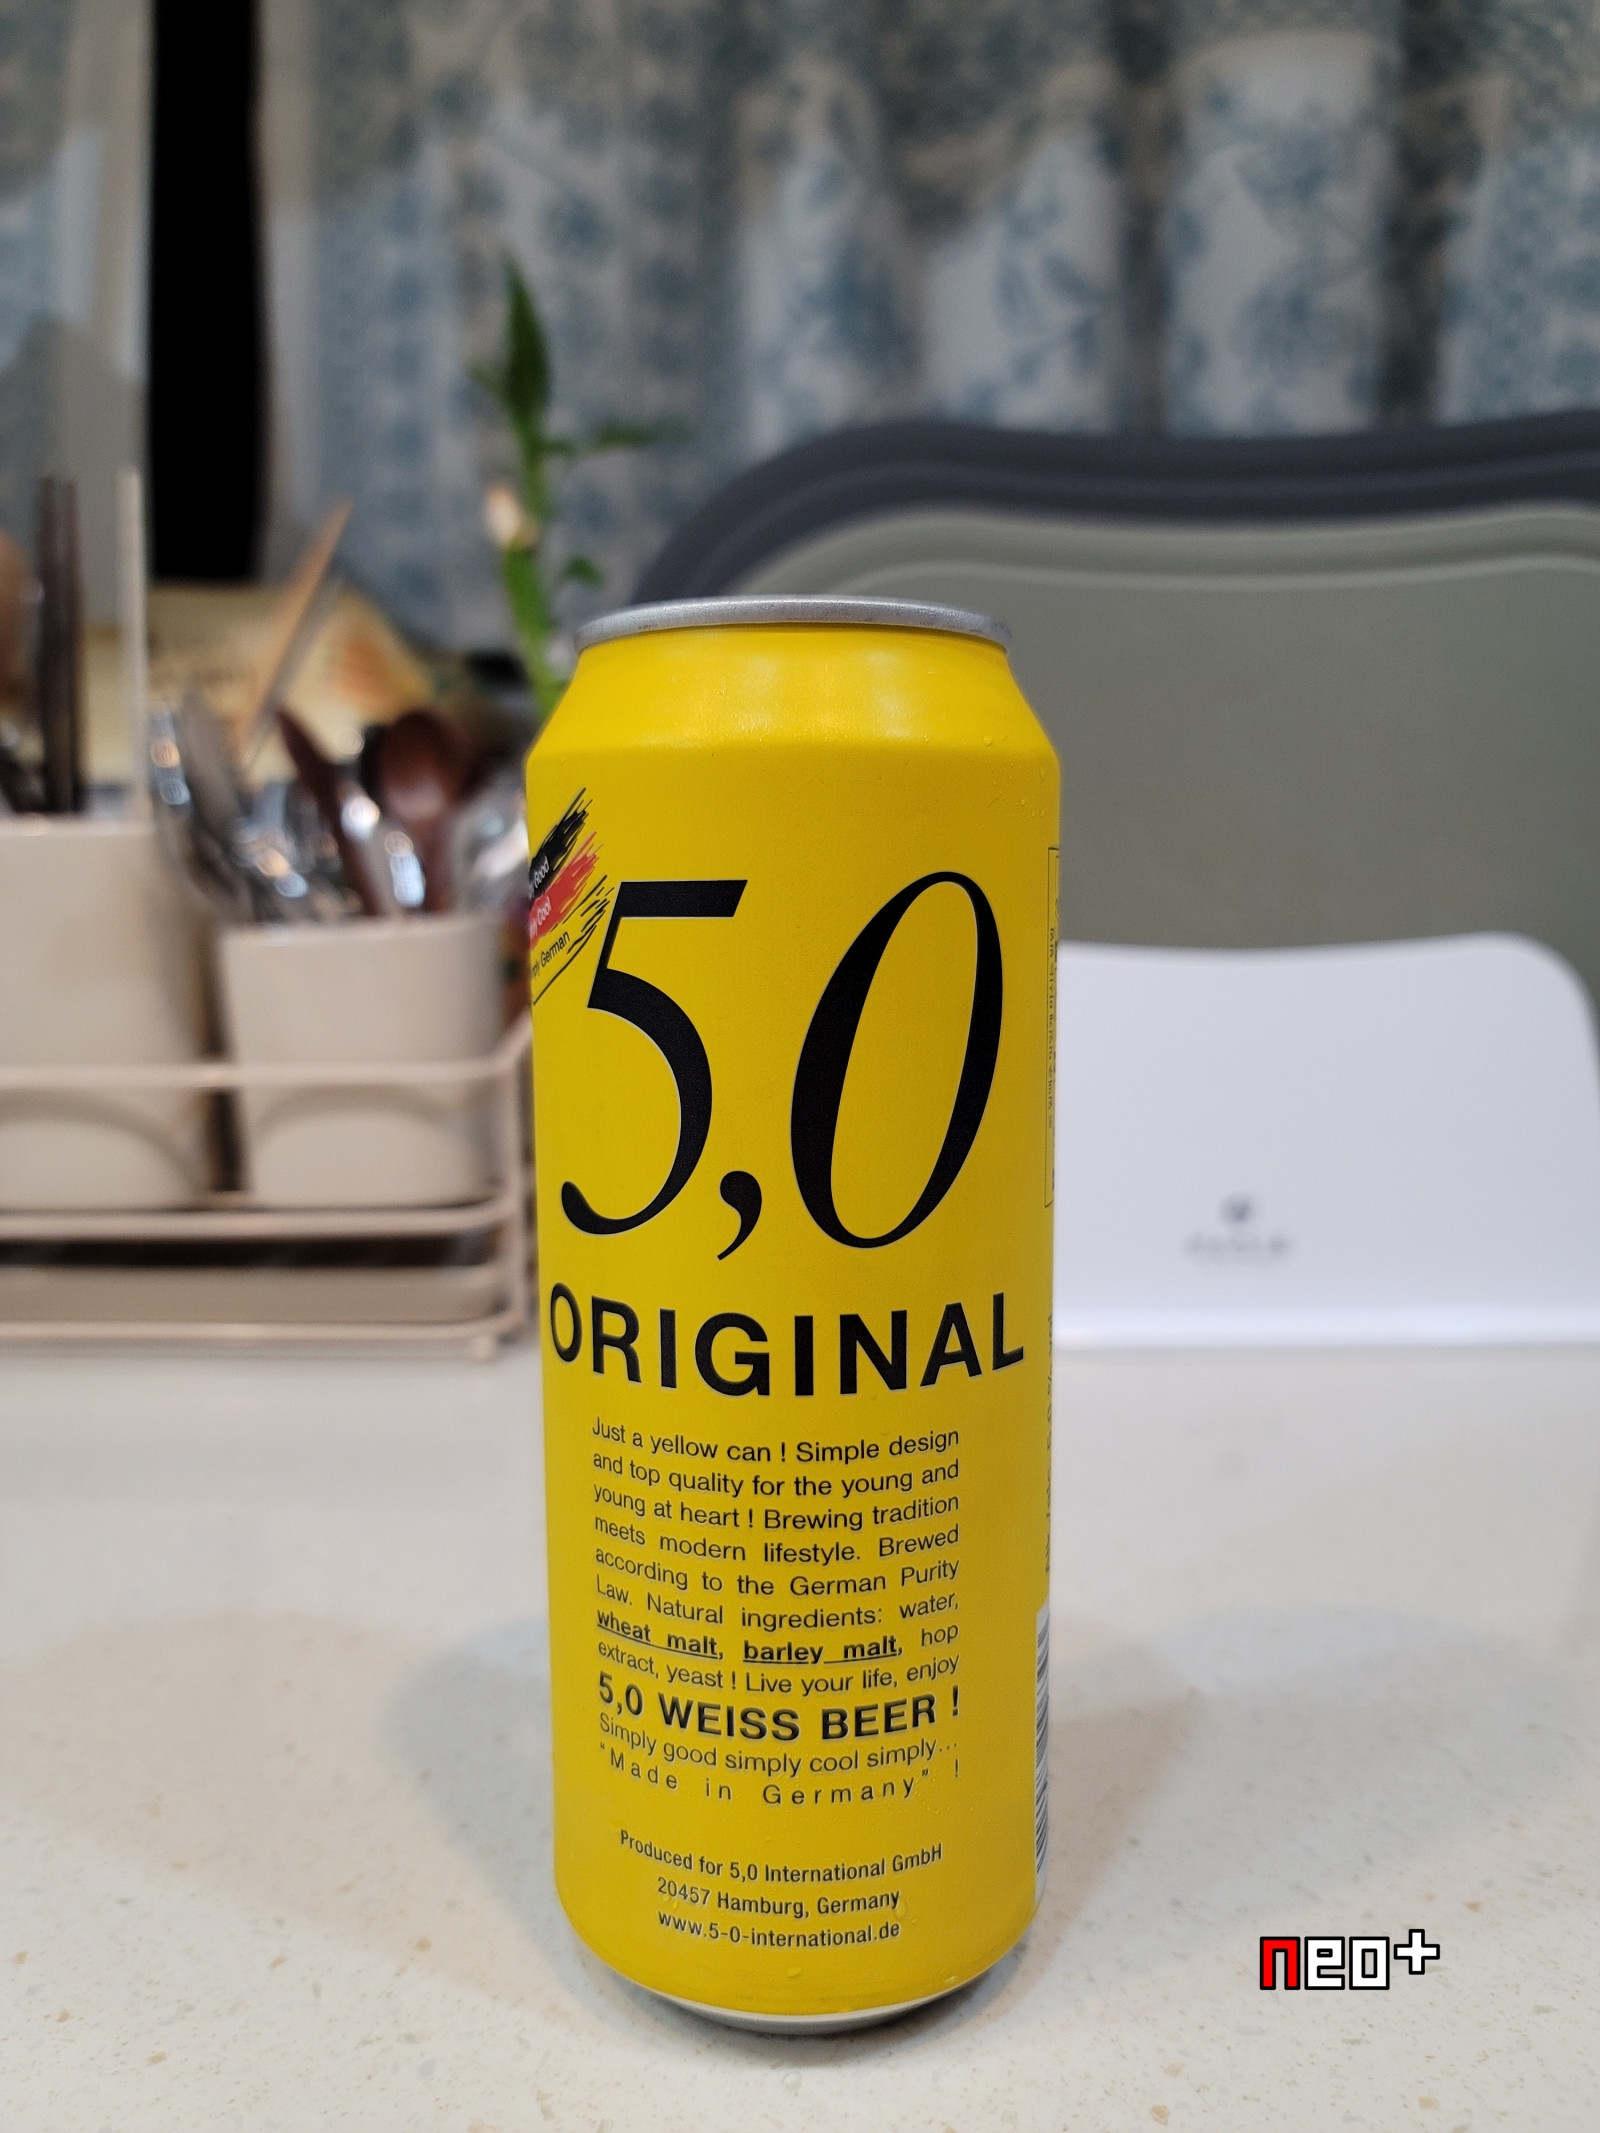 Good
Cool
German
5,0
ORIGINAL
Just a yellow can ! Simple design
and top quality for the young and
young at heart ! Brewing tradition
meets modern lifestyle. Brewed
according to the German Purity
Law. Natural ingredients: water,
wheat malt, barley malt, hop
extract, yeast ! Live your life, enjoy
5,0 WEISS BEER !
Simply good simply cool simply...
"Made in Germany" !
Produced for 5,0 International GmbH
20457 Hamburg, Germany
www.5-0-international.de
neo+